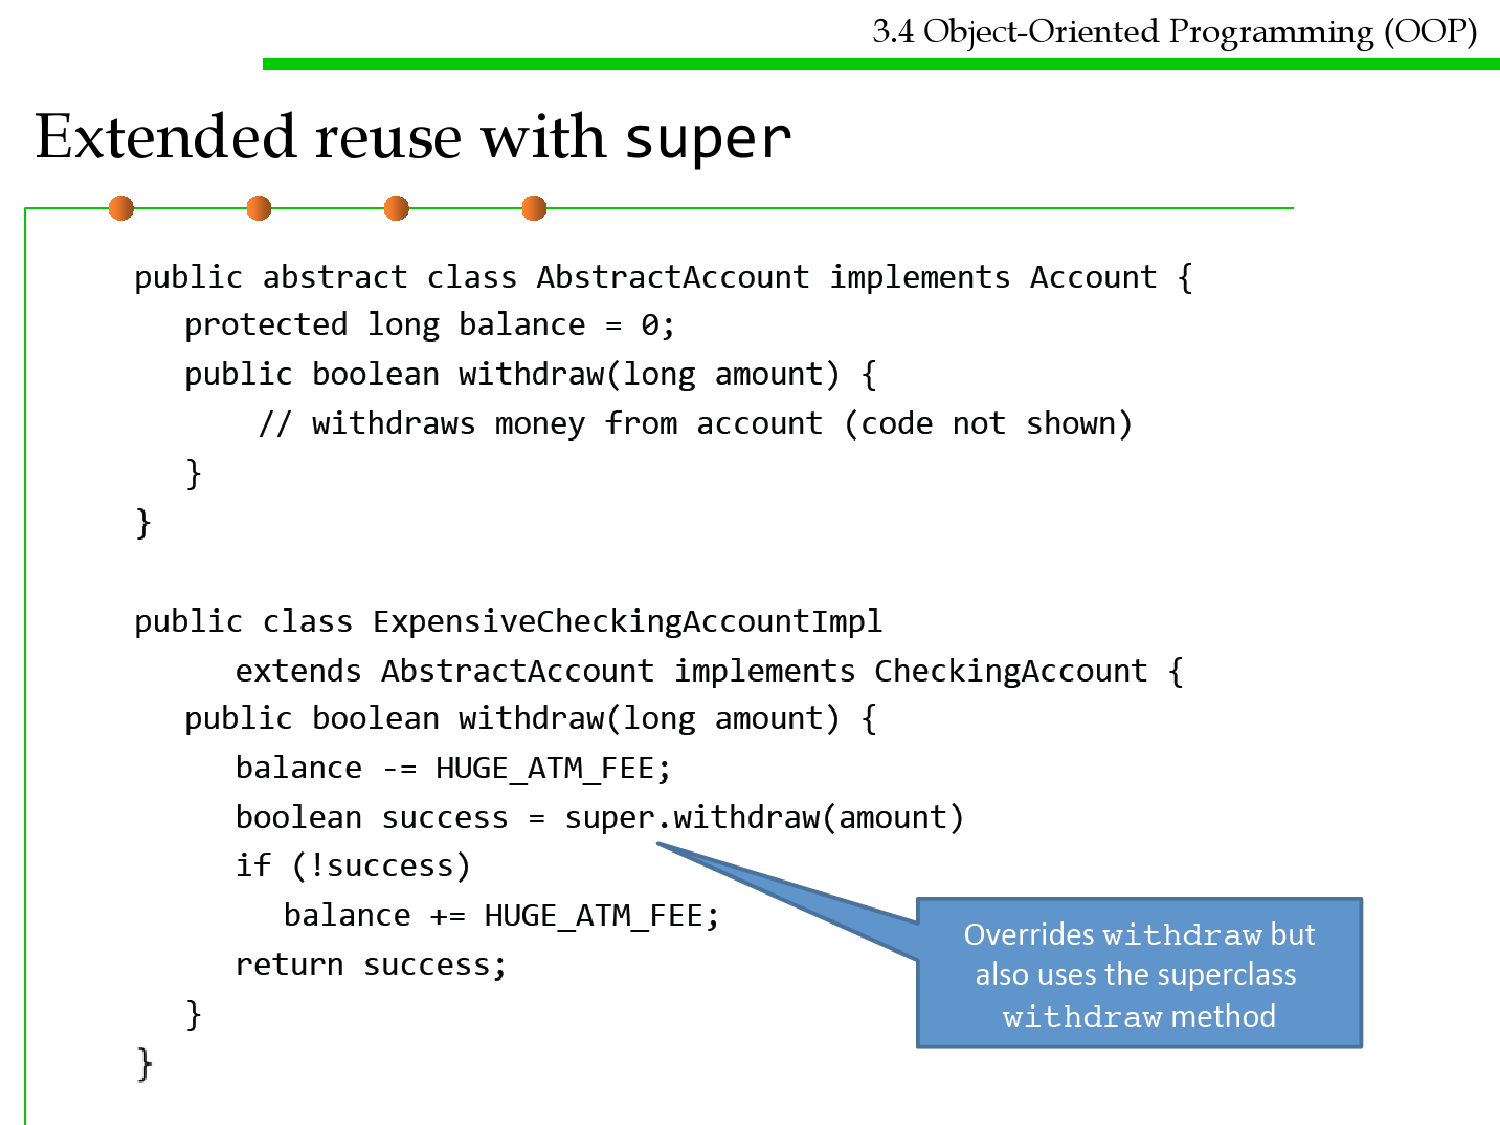 3.4 Object-Oriented Programming (OOP)
Extended reuse with super
public abstract class AbstractAccount implements Account {
protected long balance = 0;
public boolean withdraw(long amount) {
// withdraws money from account (code not shown)
}
}
public class ExpensiveCheckingAccountImpl
extends AbstractAccount implements CheckingAccount {
public boolean withdraw(long amount) {
balance -= HUGE_ATM_FEE;
boolean success = super.withdraw(amount)
if (!success)
balance += HUGE_ATM_FEE;
return success;
}
}
Overrides withdraw but
also uses the superclass
withdraw method